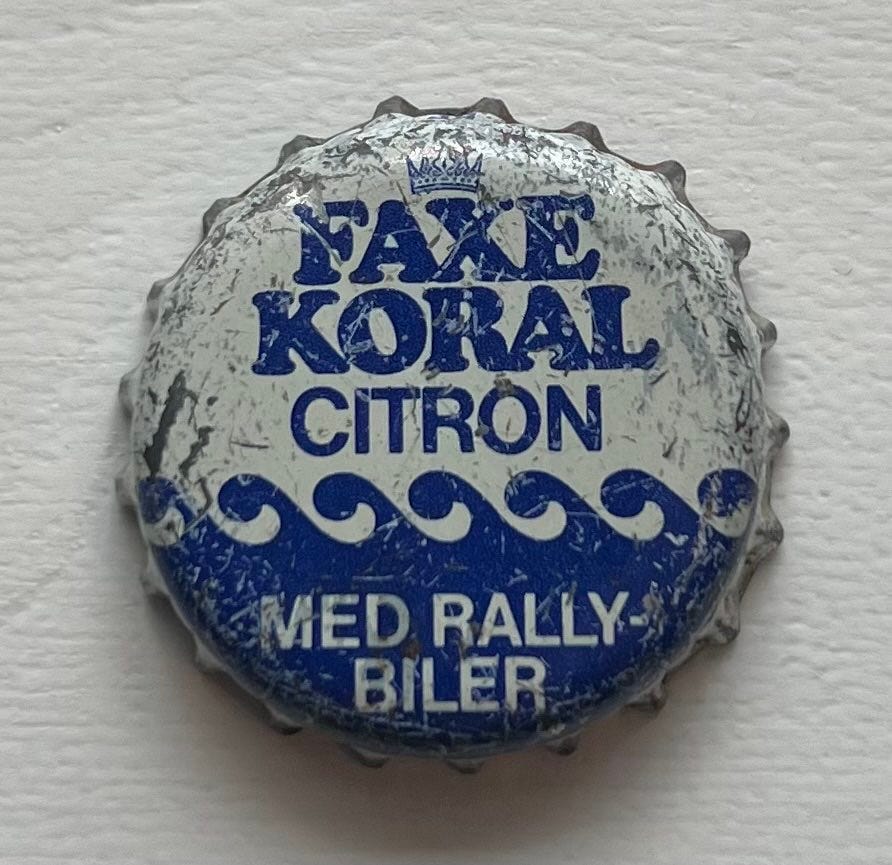 FAXE
KORAL
CITRON
MED RALLY-
BILER